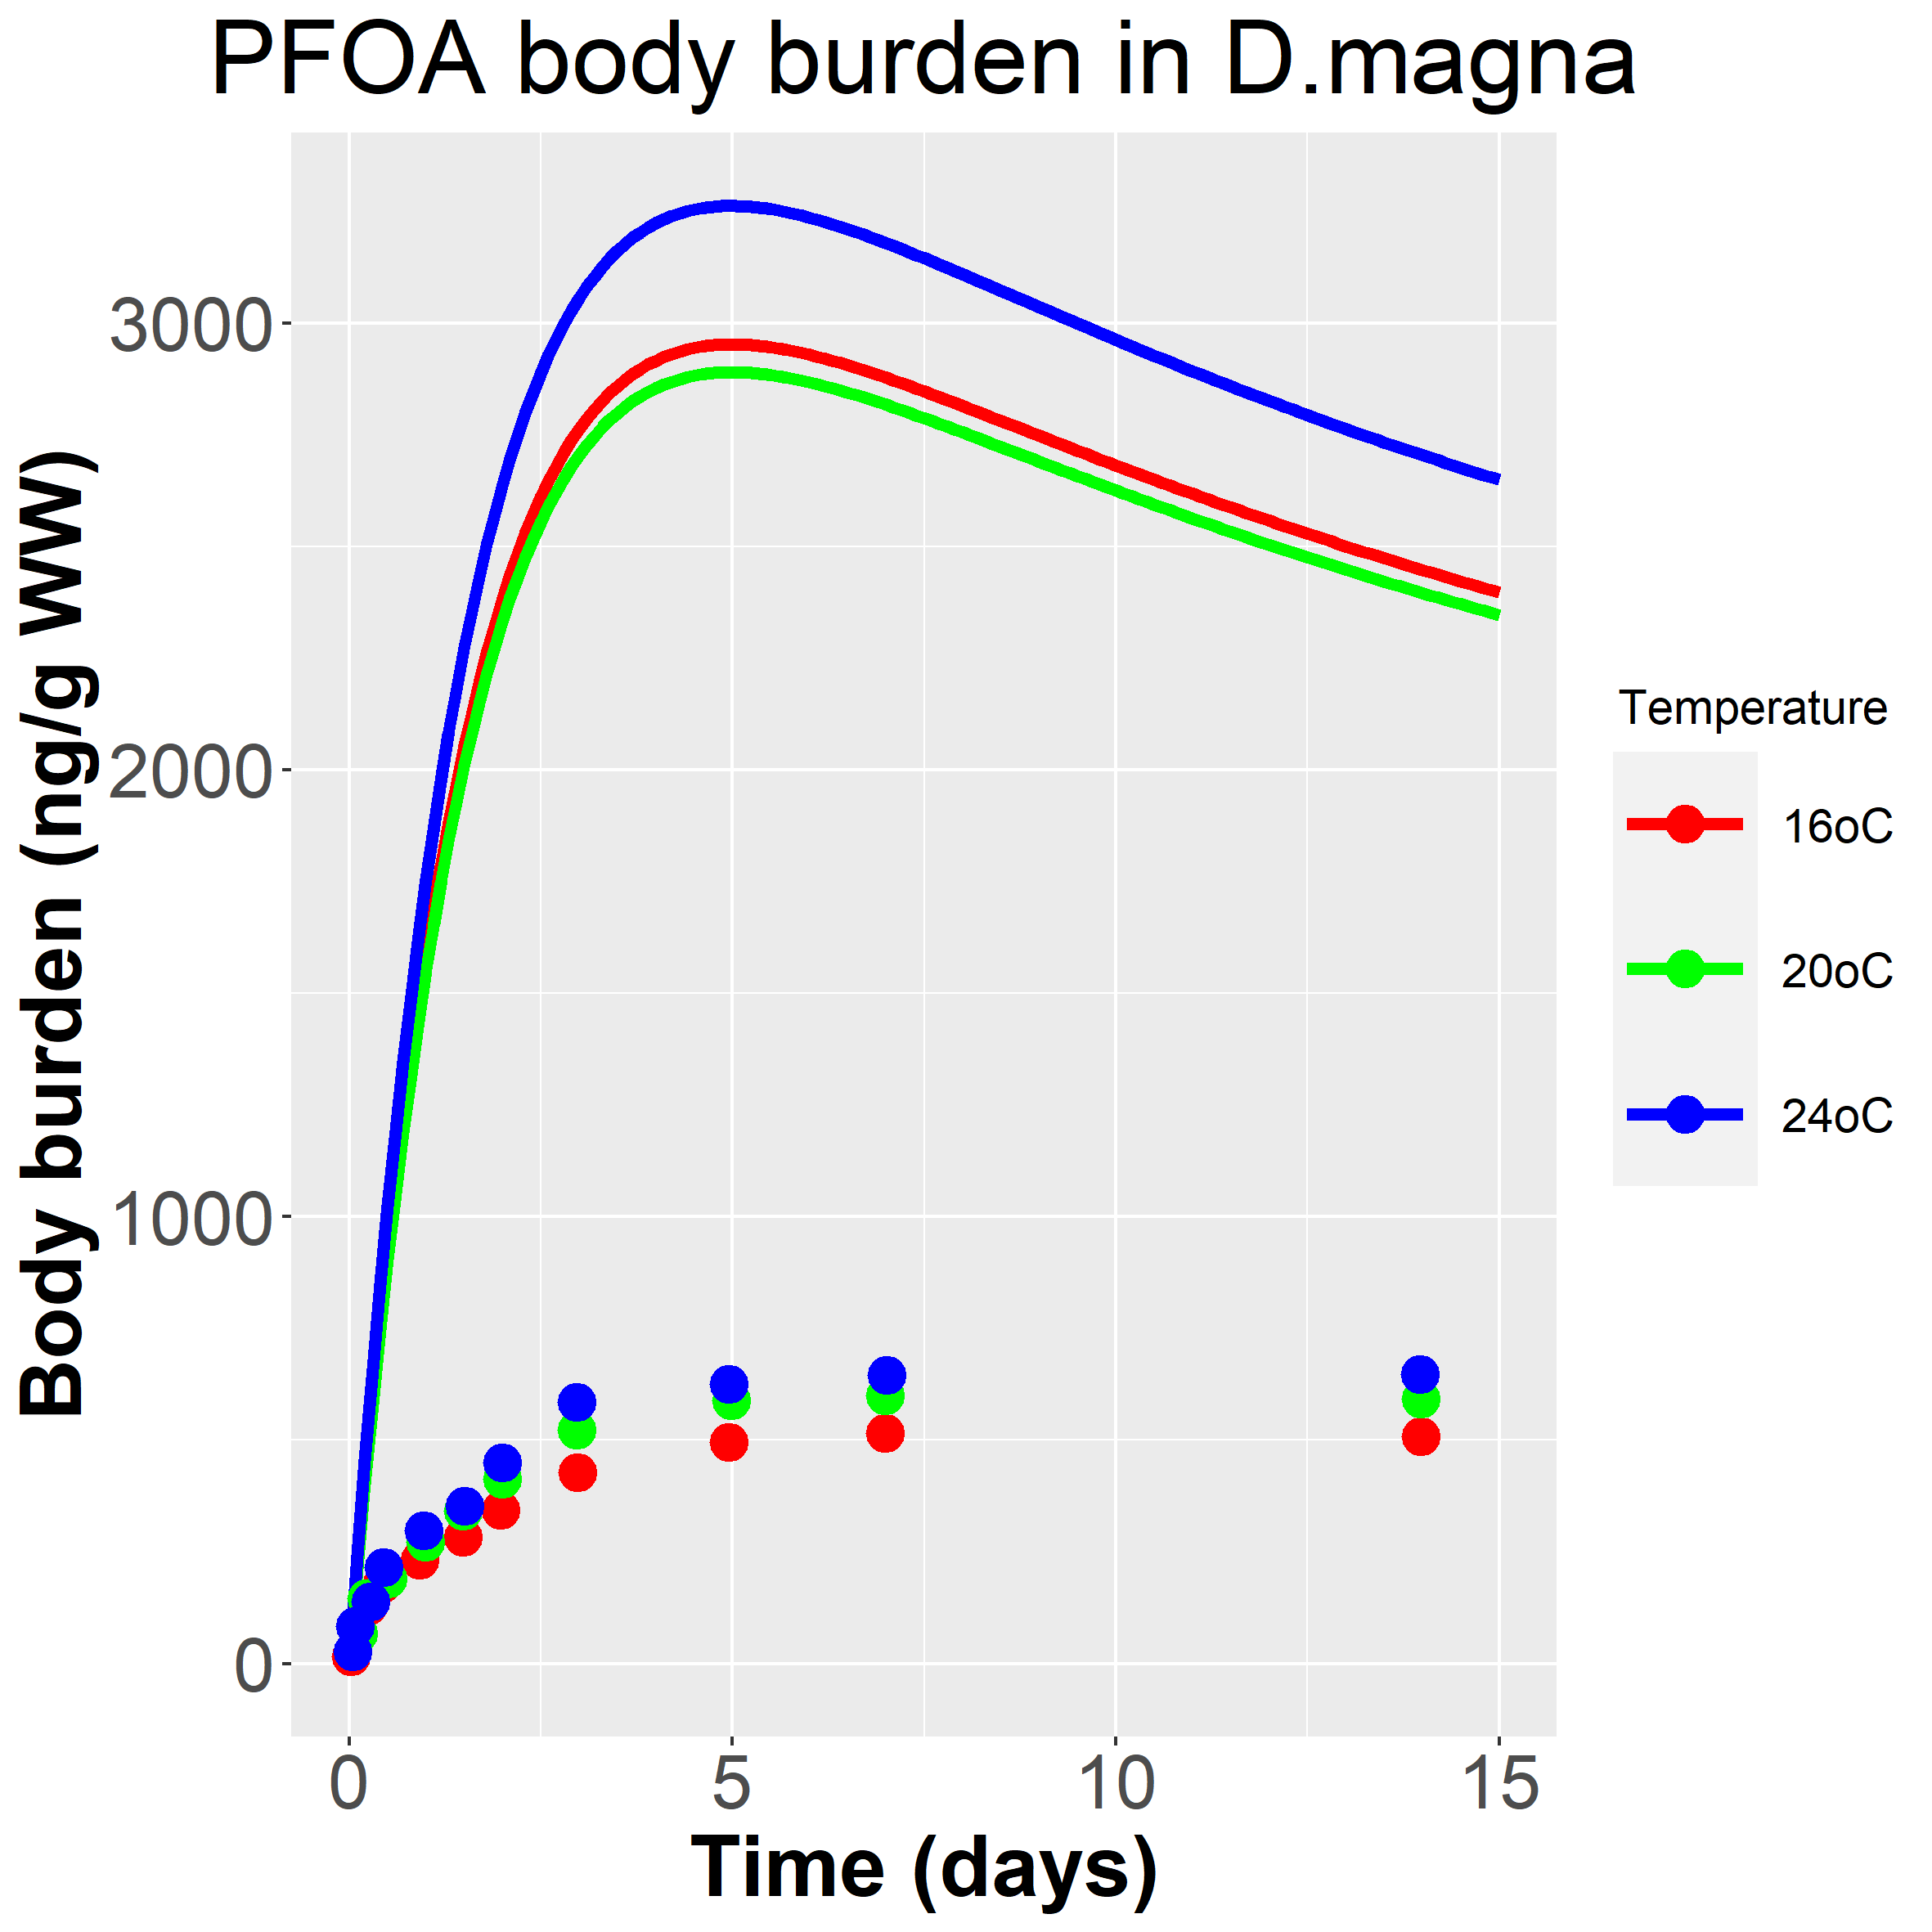 PFOA body burden in D.magna
Body burden (ng/g WW)
3000
2000
1000
0
0 5 10 15
Time (days)
Temperature
16oC
20oC
24oC